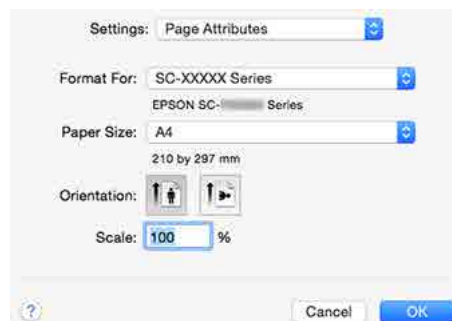 Settings: Page Attributes
Format For: SC-XXXXX Series
EPSON SC- Series
Paper Size: A4
210 by 297 mm
Orientation:
Scale: 100 %
? Cancel OK